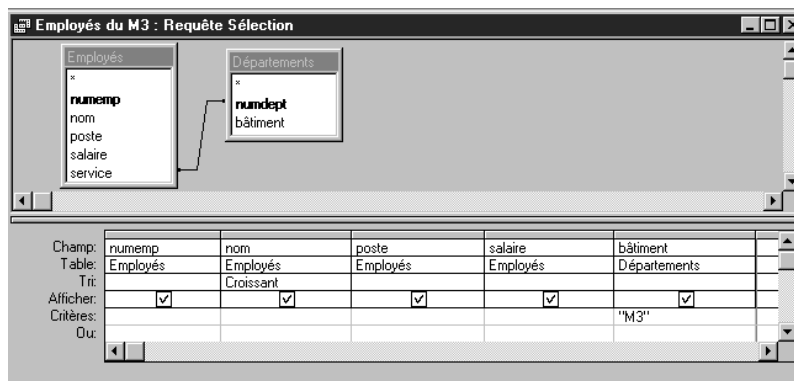 Employés du M3 : Requête Sélection
Employés
*
numemp
nom
poste
salaire
service
Départements
*
numdept
bâtiment
Champ: numemp nom poste salaire bâtiment
Table: Employés Employés Employés Employés Départements
Tri: Croissant
Afficher:
Critères: "M3"
Ou: